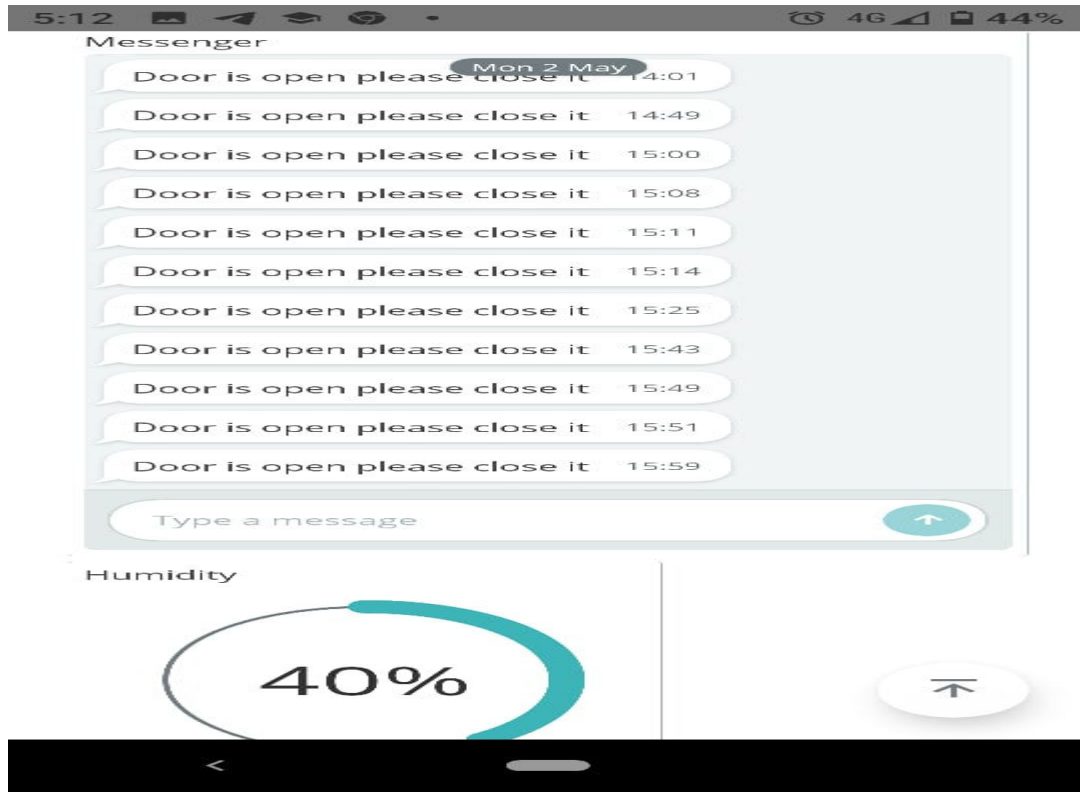 5:12 4G 44%
Messenger
Mon 2 May
Door is open please close it 14:01
Door is open please close it 14:49
Door is open please close it 15:00
Door is open please close it 15:08
Door is open please close it 15:11
Door is open please close it 15:14
Door is open please close it 15:25
Door is open please close it 15:43
Door is open please close it 15:49
Door is open please close it 15:51
Door is open please close it 15:59
Type a message
Humidity
40%